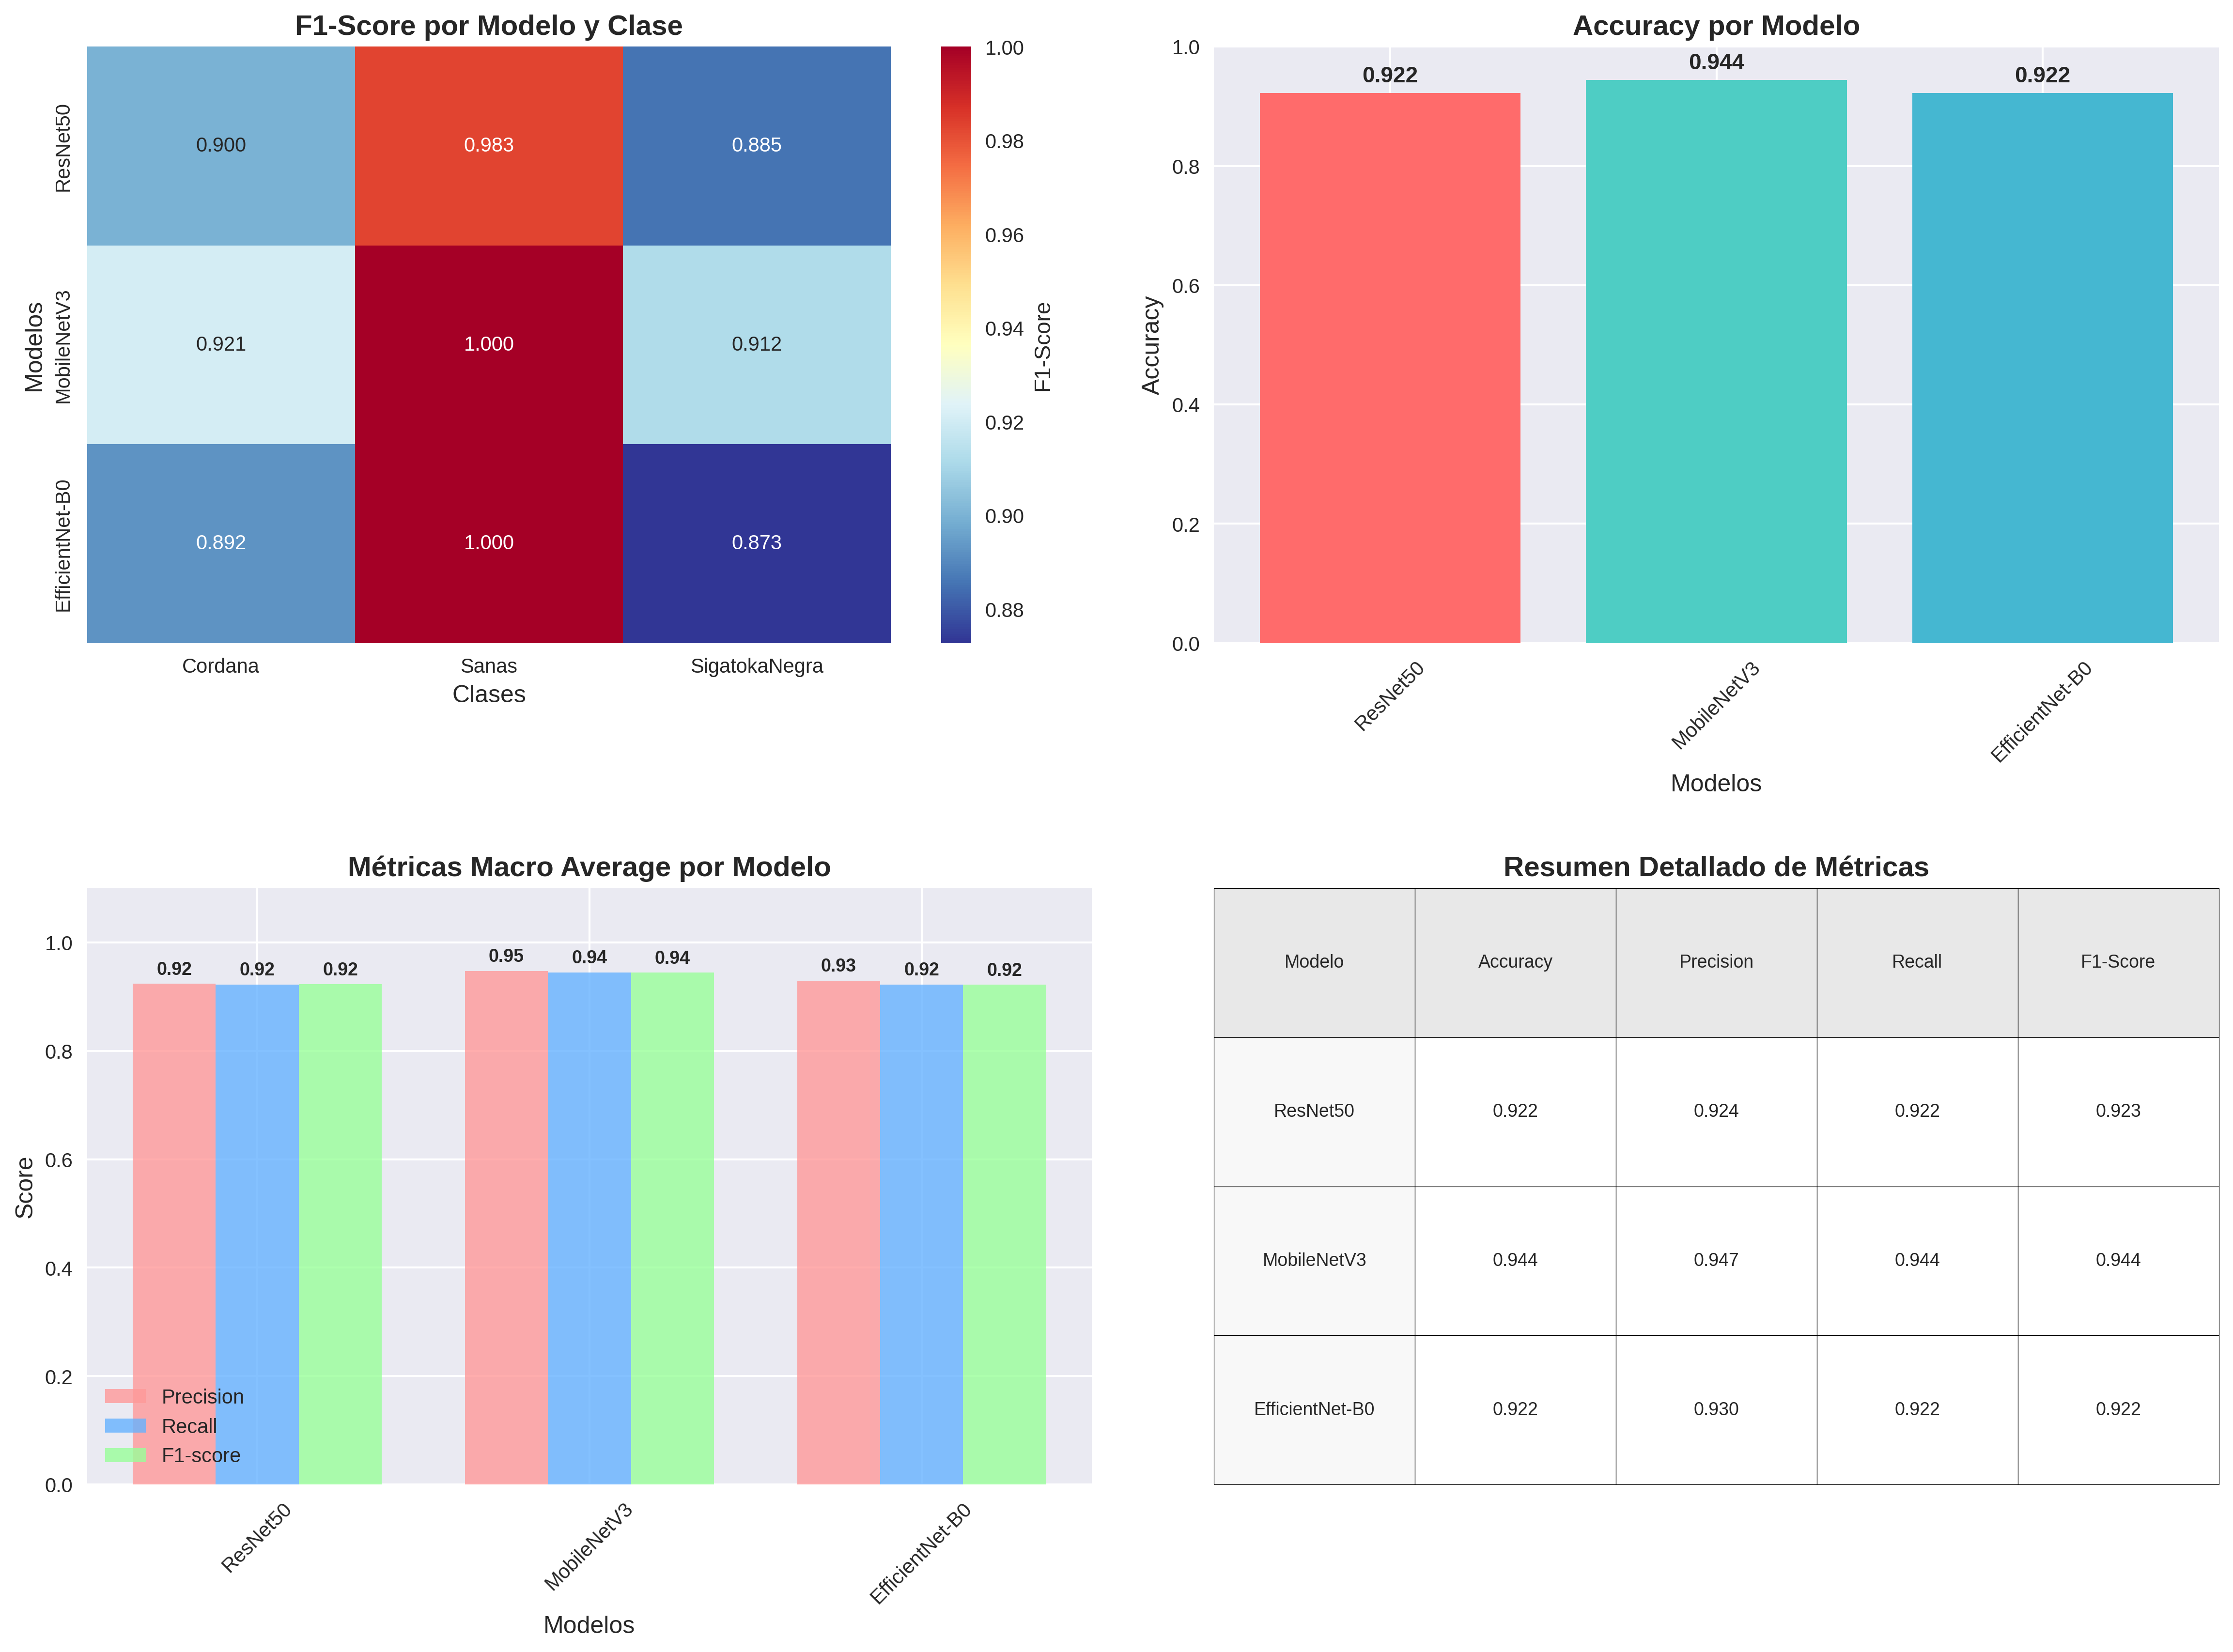 F1-Score por Modelo y Clase
Modelos
ResNet50
MobileNetV3
EfficientNet-B0
0.900 0.983 0.885
0.921 1.000 0.912
0.892 1.000 0.873
Cordana Sanas SigatokaNegra
Clases
1.00
0.98
0.96
0.94
0.92
0.90
0.88
F1-Score
Accuracy por Modelo
Accuracy
1.0
0.8
0.6
0.4
0.2
0.0
0.922 0.944 0.922
ResNet50 MobileNetV3 EfficientNet-B0
Modelos
Métricas Macro Average por Modelo
Score
1.0
0.8
0.6
0.4
0.2
0.0
0.92 0.92 0.92 0.95 0.94 0.94 0.93 0.92 0.92
Precision
Recall
F1-score
ResNet50 MobileNetV3 EfficientNet-B0
Modelos
Resumen Detallado de Métricas
Modelo Accuracy Precision Recall F1-Score
ResNet50 0.922 0.924 0.922 0.923
MobileNetV3 0.944 0.947 0.944 0.944
EfficientNet-B0 0.922 0.930 0.922 0.922